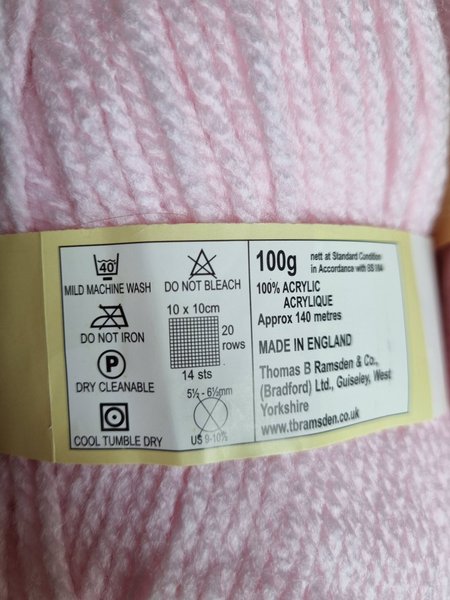 40
MILD MACHINE WASH
DO NOT BLEACH
DO NOT IRON
10 x 10cm
20
rows
14 sts
P
DRY CLEANABLE
COOL TUMBLE DRY
5½ - 6½mm
US 9-10½
100g
nett at Standard Condition
in Accordance with BS
100% ACRYLIC
ACRYLIQUE
Approx 140 metres
MADE IN ENGLAND
Thomas B Ramsden & Co.,
(Bradford) Ltd., Guiseley, West
Yorkshire
www.tbramsden.co.uk